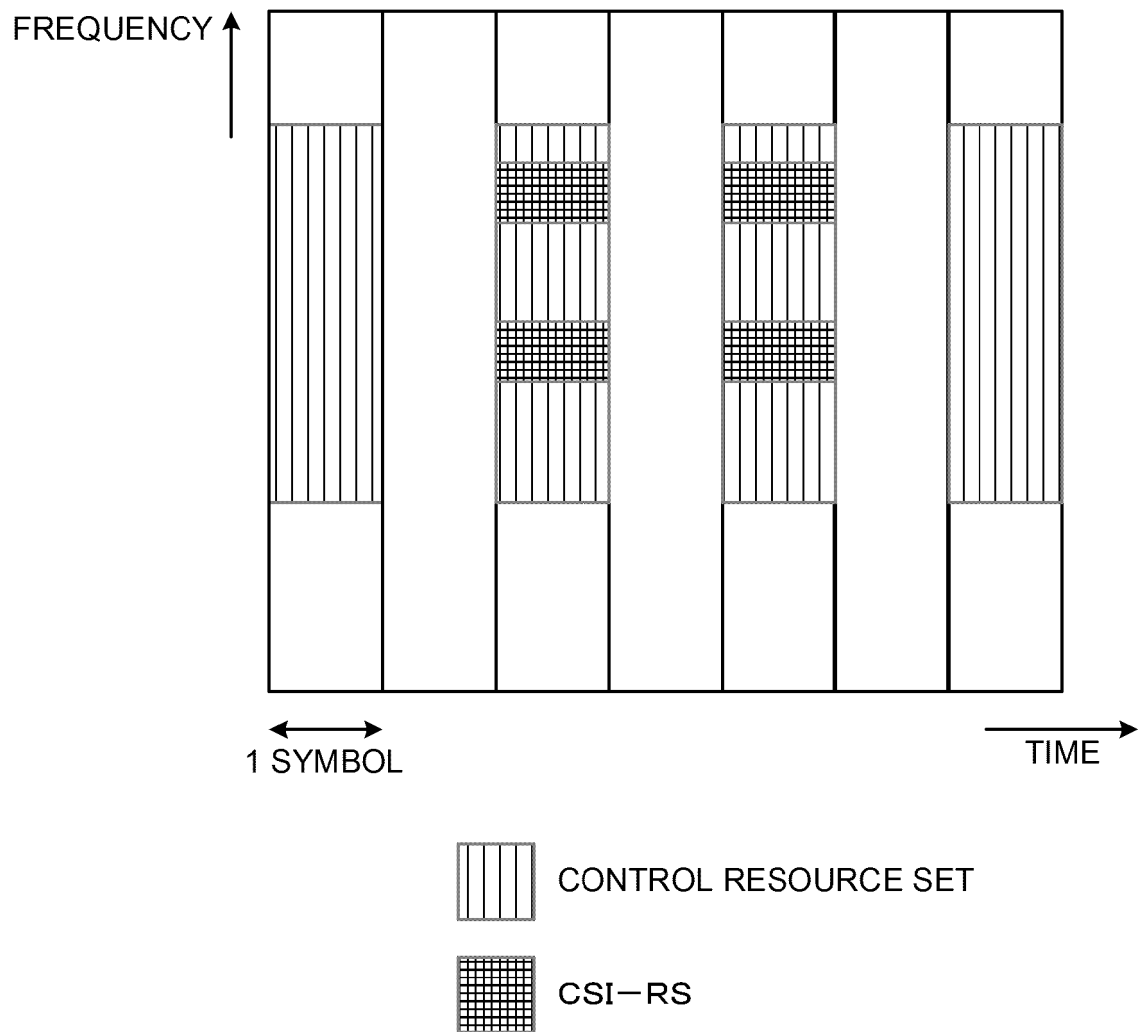 FREQUENCY
1 SYMBOL
TIME
CONTROL RESOURCE SET
CSI－RS